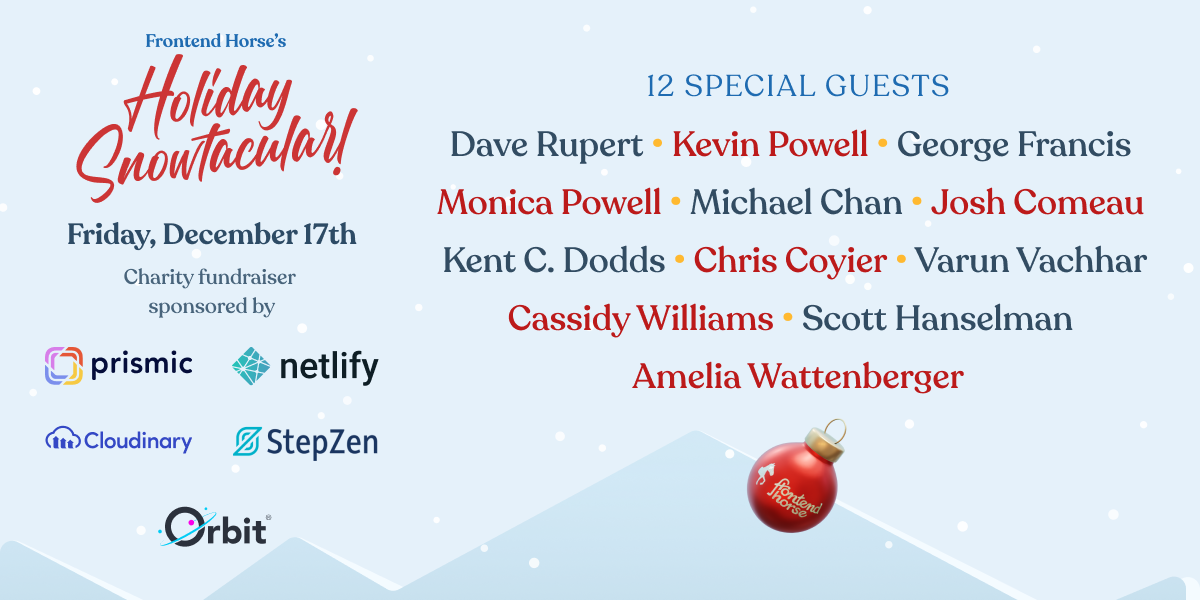 Frontend Horse's
Holiday
Snowtacular!
Friday, December 17th
Charity fundraiser
sponsored by
prismic
netlify
Cloudinary
StepZen
Orbit®
12 SPECIAL GUESTS
Dave Rupert • Kevin Powell • George Francis
Monica Powell • Michael Chan • Josh Comeau
Kent C. Dodds • Chris Coyier • Varun Vachhar
Cassidy Williams • Scott Hanselman
Amelia Wattenberger
frontend
horse